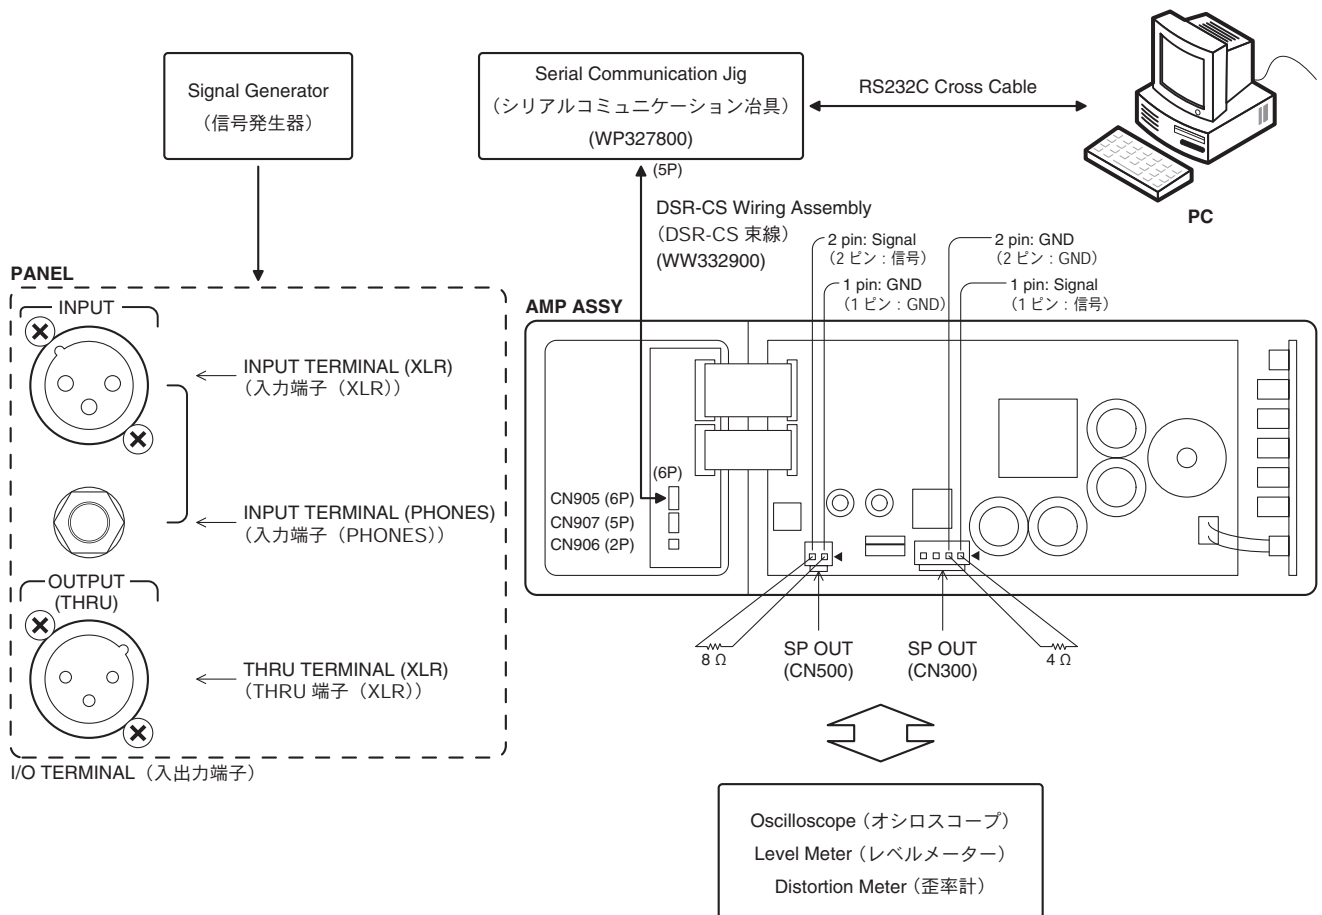 Signal Generator
（信号発生器）
Serial Communication Jig
（シリアルコミュニケーション冶具）
(WP327800)
RS232C Cross Cable
PC
(5P)
DSR-CS Wiring Assembly
（DSR-CS 束線）
(WW332900)
2 pin: Signal
（2 ピン : 信号）
1 pin: GND
（1 ピン : GND）
2 pin: GND
（2 ピン : GND）
1 pin: Signal
（1 ピン : 信号）
PANEL
INPUT
INPUT TERMINAL (XLR)
（入力端子（XLR））
INPUT TERMINAL (PHONES)
（入力端子（PHONES））
OUTPUT
(THRU)
THRU TERMINAL (XLR)
（THRU 端子（XLR））
I/O TERMINAL（入出力端子）
AMP ASSY
(6P)
CN905 (6P)
CN907 (5P)
CN906 (2P)
8 Ω
SP OUT
(CN500)
SP OUT
(CN300)
4 Ω
Oscilloscope（オシロスコープ）
Level Meter（レベルメーター）
Distortion Meter（歪率計）